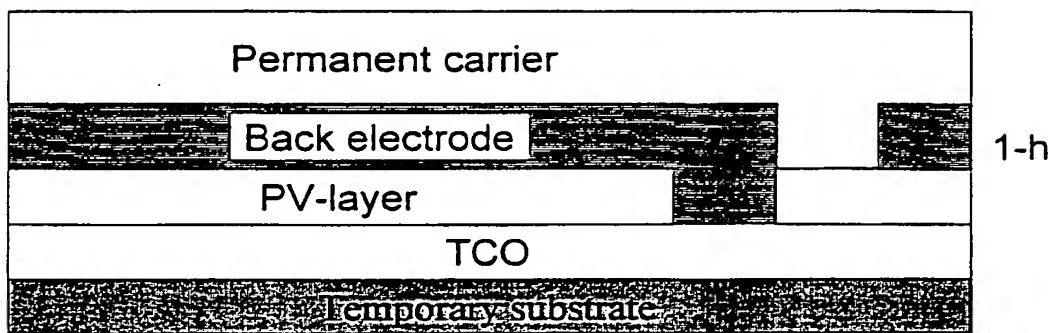 Permanent carrier
Back electrode
1-h
PV-layer
TCO
Temporary substrate